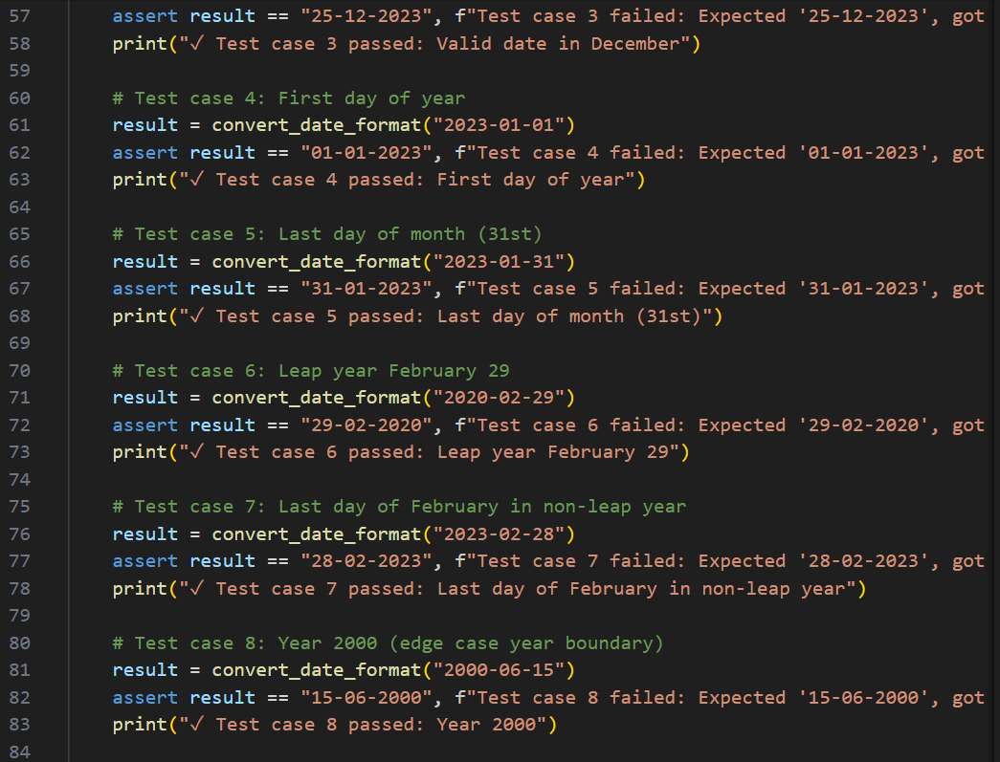 57 assert result == "25-12-2023", f"Test case 3 failed: Expected '25-12-2023', got
58 print("✓ Test case 3 passed: Valid date in December")
59
60 # Test case 4: First day of year
61 result = convert_date_format("2023-01-01")
62 assert result == "01-01-2023", f"Test case 4 failed: Expected '01-01-2023', got
63 print("✓ Test case 4 passed: First day of year")
64
65 # Test case 5: Last day of month (31st)
66 result = convert_date_format("2023-01-31")
67 assert result == "31-01-2023", f"Test case 5 failed: Expected '31-01-2023', got
68 print("✓ Test case 5 passed: Last day of month (31st)")
69
70 # Test case 6: Leap year February 29
71 result = convert_date_format("2020-02-29")
72 assert result == "29-02-2020", f"Test case 6 failed: Expected '29-02-2020', got
73 print("✓ Test case 6 passed: Leap year February 29")
74
75 # Test case 7: Last day of February in non-leap year
76 result = convert_date_format("2023-02-28")
77 assert result == "28-02-2023", f"Test case 7 failed: Expected '28-02-2023', got
78 print("✓ Test case 7 passed: Last day of February in non-leap year")
79
80 # Test case 8: Year 2000 (edge case year boundary)
81 result = convert_date_format("2000-06-15")
82 assert result == "15-06-2000", f"Test case 8 failed: Expected '15-06-2000', got
83 print("✓ Test case 8 passed: Year 2000")
84